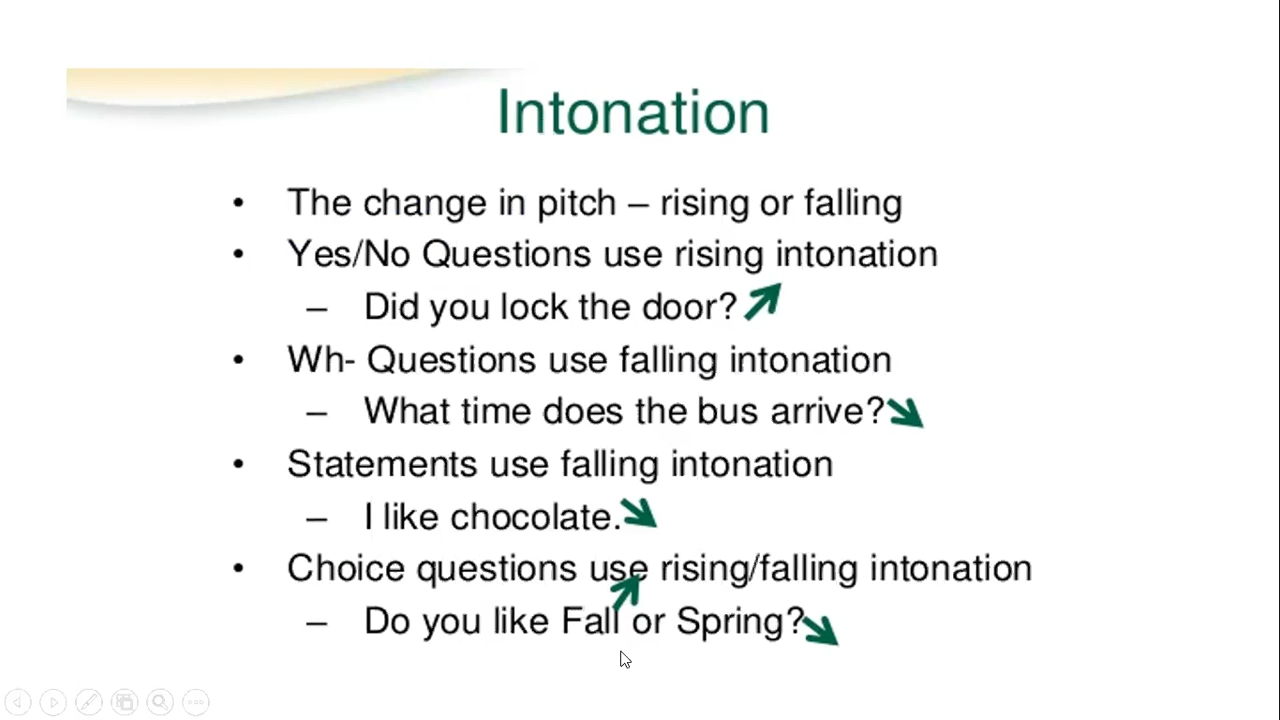 Intonation
• The change in pitch – rising or falling
• Yes/No Questions use rising intonation
– Did you lock the door?
• Wh- Questions use falling intonation
– What time does the bus arrive?
• Statements use falling intonation
– I like chocolate.
• Choice questions use rising/falling intonation
– Do you like Fall or Spring?